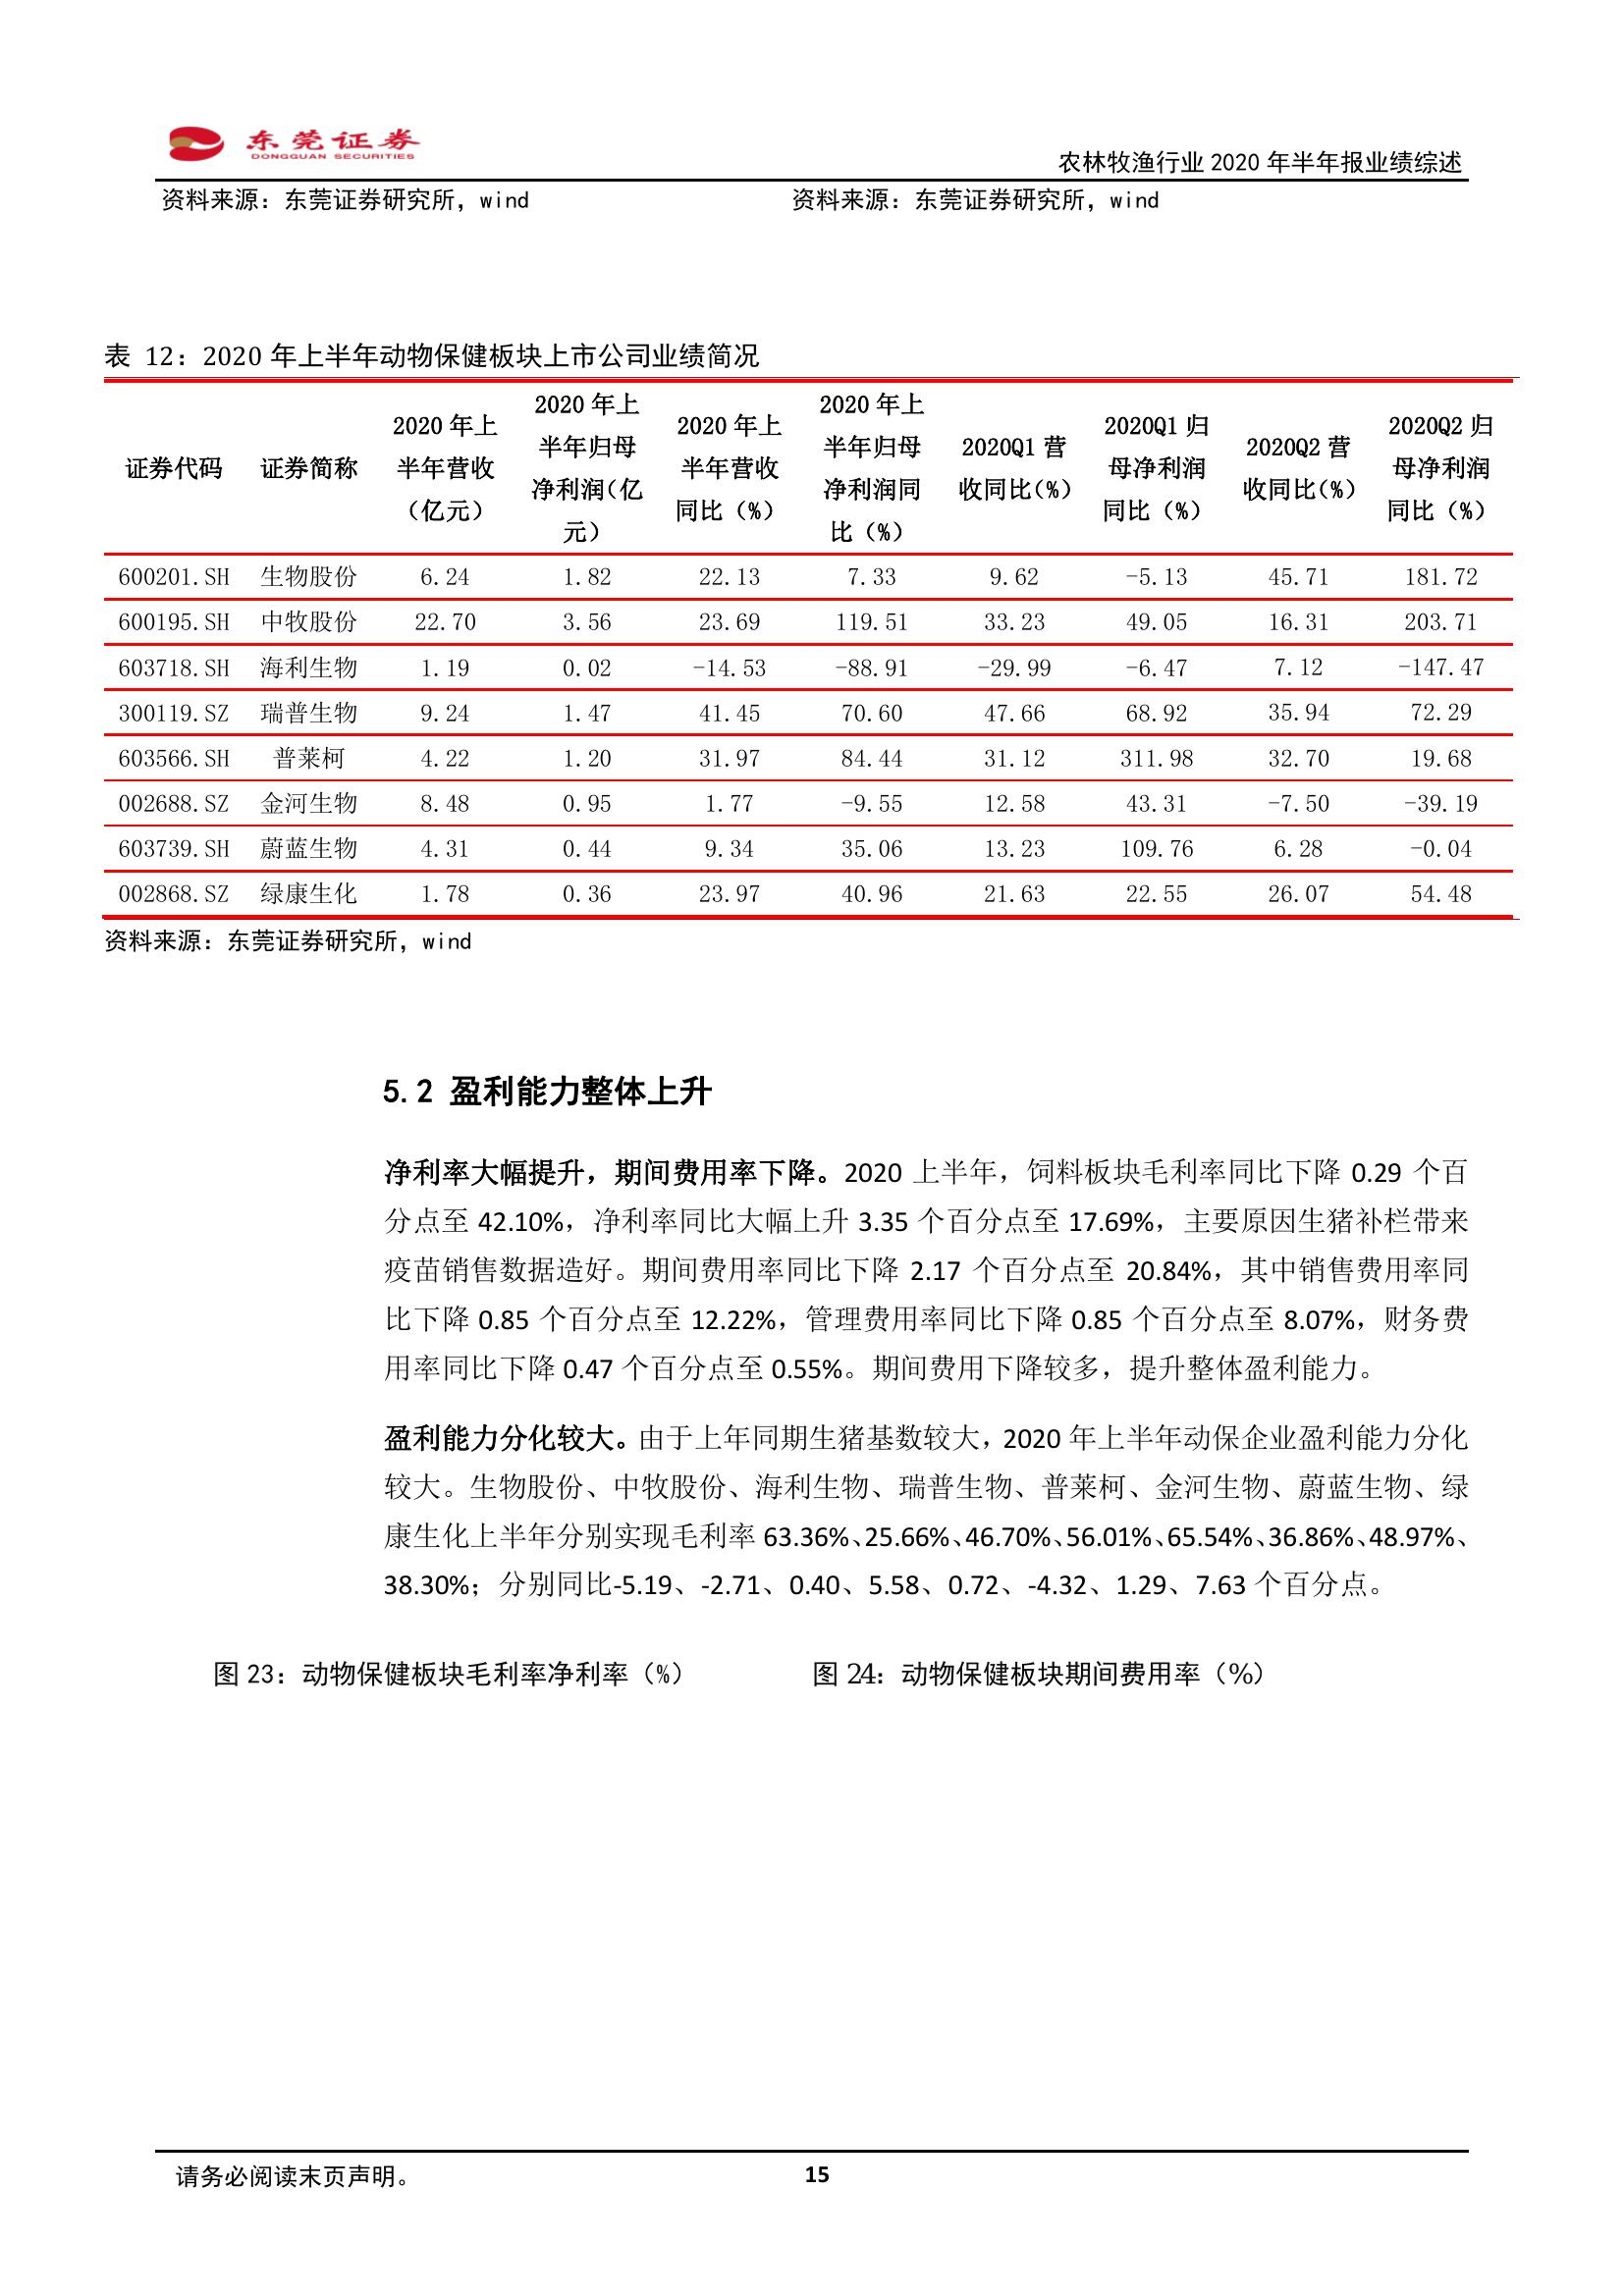 东莞证券
DONGGUAN SECURITIES
农林牧渔行业 2020 年半年报业绩综述
资料来源：东莞证券研究所，wind 资料来源：东莞证券研究所，wind
表 12：2020 年上半年动物保健板块上市公司业绩简况
证券代码 证券简称 2020 年上半年营收（亿元） 2020 年上半年归母净利润(亿元） 2020 年上半年营收同比（%） 2020 年上半年归母净利润同比（%） 2020Q1 营收同比(%) 2020Q1 归母净利润同比（%） 2020Q2 营收同比(%) 2020Q2 归母净利润同比（%）
600201.SH 生物股份 6.24 1.82 22.13 7.33 9.62 -5.13 45.71 181.72
600195.SH 中牧股份 22.70 3.56 23.69 119.51 33.23 49.05 16.31 203.71
603718.SH 海利生物 1.19 0.02 -14.53 -88.91 -29.99 -6.47 7.12 -147.47
300119.SZ 瑞普生物 9.24 1.47 41.45 70.60 47.66 68.92 35.94 72.29
603566.SH 普莱柯 4.22 1.20 31.97 84.44 31.12 311.98 32.70 19.68
002688.SZ 金河生物 8.48 0.95 1.77 -9.55 12.58 43.31 -7.50 -39.19
603739.SH 蔚蓝生物 4.31 0.44 9.34 35.06 13.23 109.76 6.28 -0.04
002868.SZ 绿康生化 1.78 0.36 23.97 40.96 21.63 22.55 26.07 54.48
资料来源：东莞证券研究所，wind
5.2 盈利能力整体上升
净利率大幅提升，期间费用率下降。2020 上半年，饲料板块毛利率同比下降 0.29 个百
分点至 42.10%，净利率同比大幅上升 3.35 个百分点至 17.69%，主要原因生猪补栏带来
疫苗销售数据造好。期间费用率同比下降 2.17 个百分点至 20.84%，其中销售费用率同
比下降 0.85 个百分点至 12.22%，管理费用率同比下降 0.85 个百分点至 8.07%，财务费
用率同比下降 0.47 个百分点至 0.55%。期间费用下降较多，提升整体盈利能力。
盈利能力分化较大。由于上年同期生猪基数较大，2020 年上半年动保企业盈利能力分化
较大。生物股份、中牧股份、海利生物、瑞普生物、普莱柯、金河生物、蔚蓝生物、绿
康生化上半年分别实现毛利率 63.36%、25.66%、46.70%、56.01%、65.54%、36.86%、48.97%、
38.30%；分别同比-5.19、-2.71、0.40、5.58、0.72、-4.32、1.29、7.63 个百分点。
图 23：动物保健板块毛利率净利率（%） 图 24：动物保健板块期间费用率（%）
请务必阅读末页声明。 15